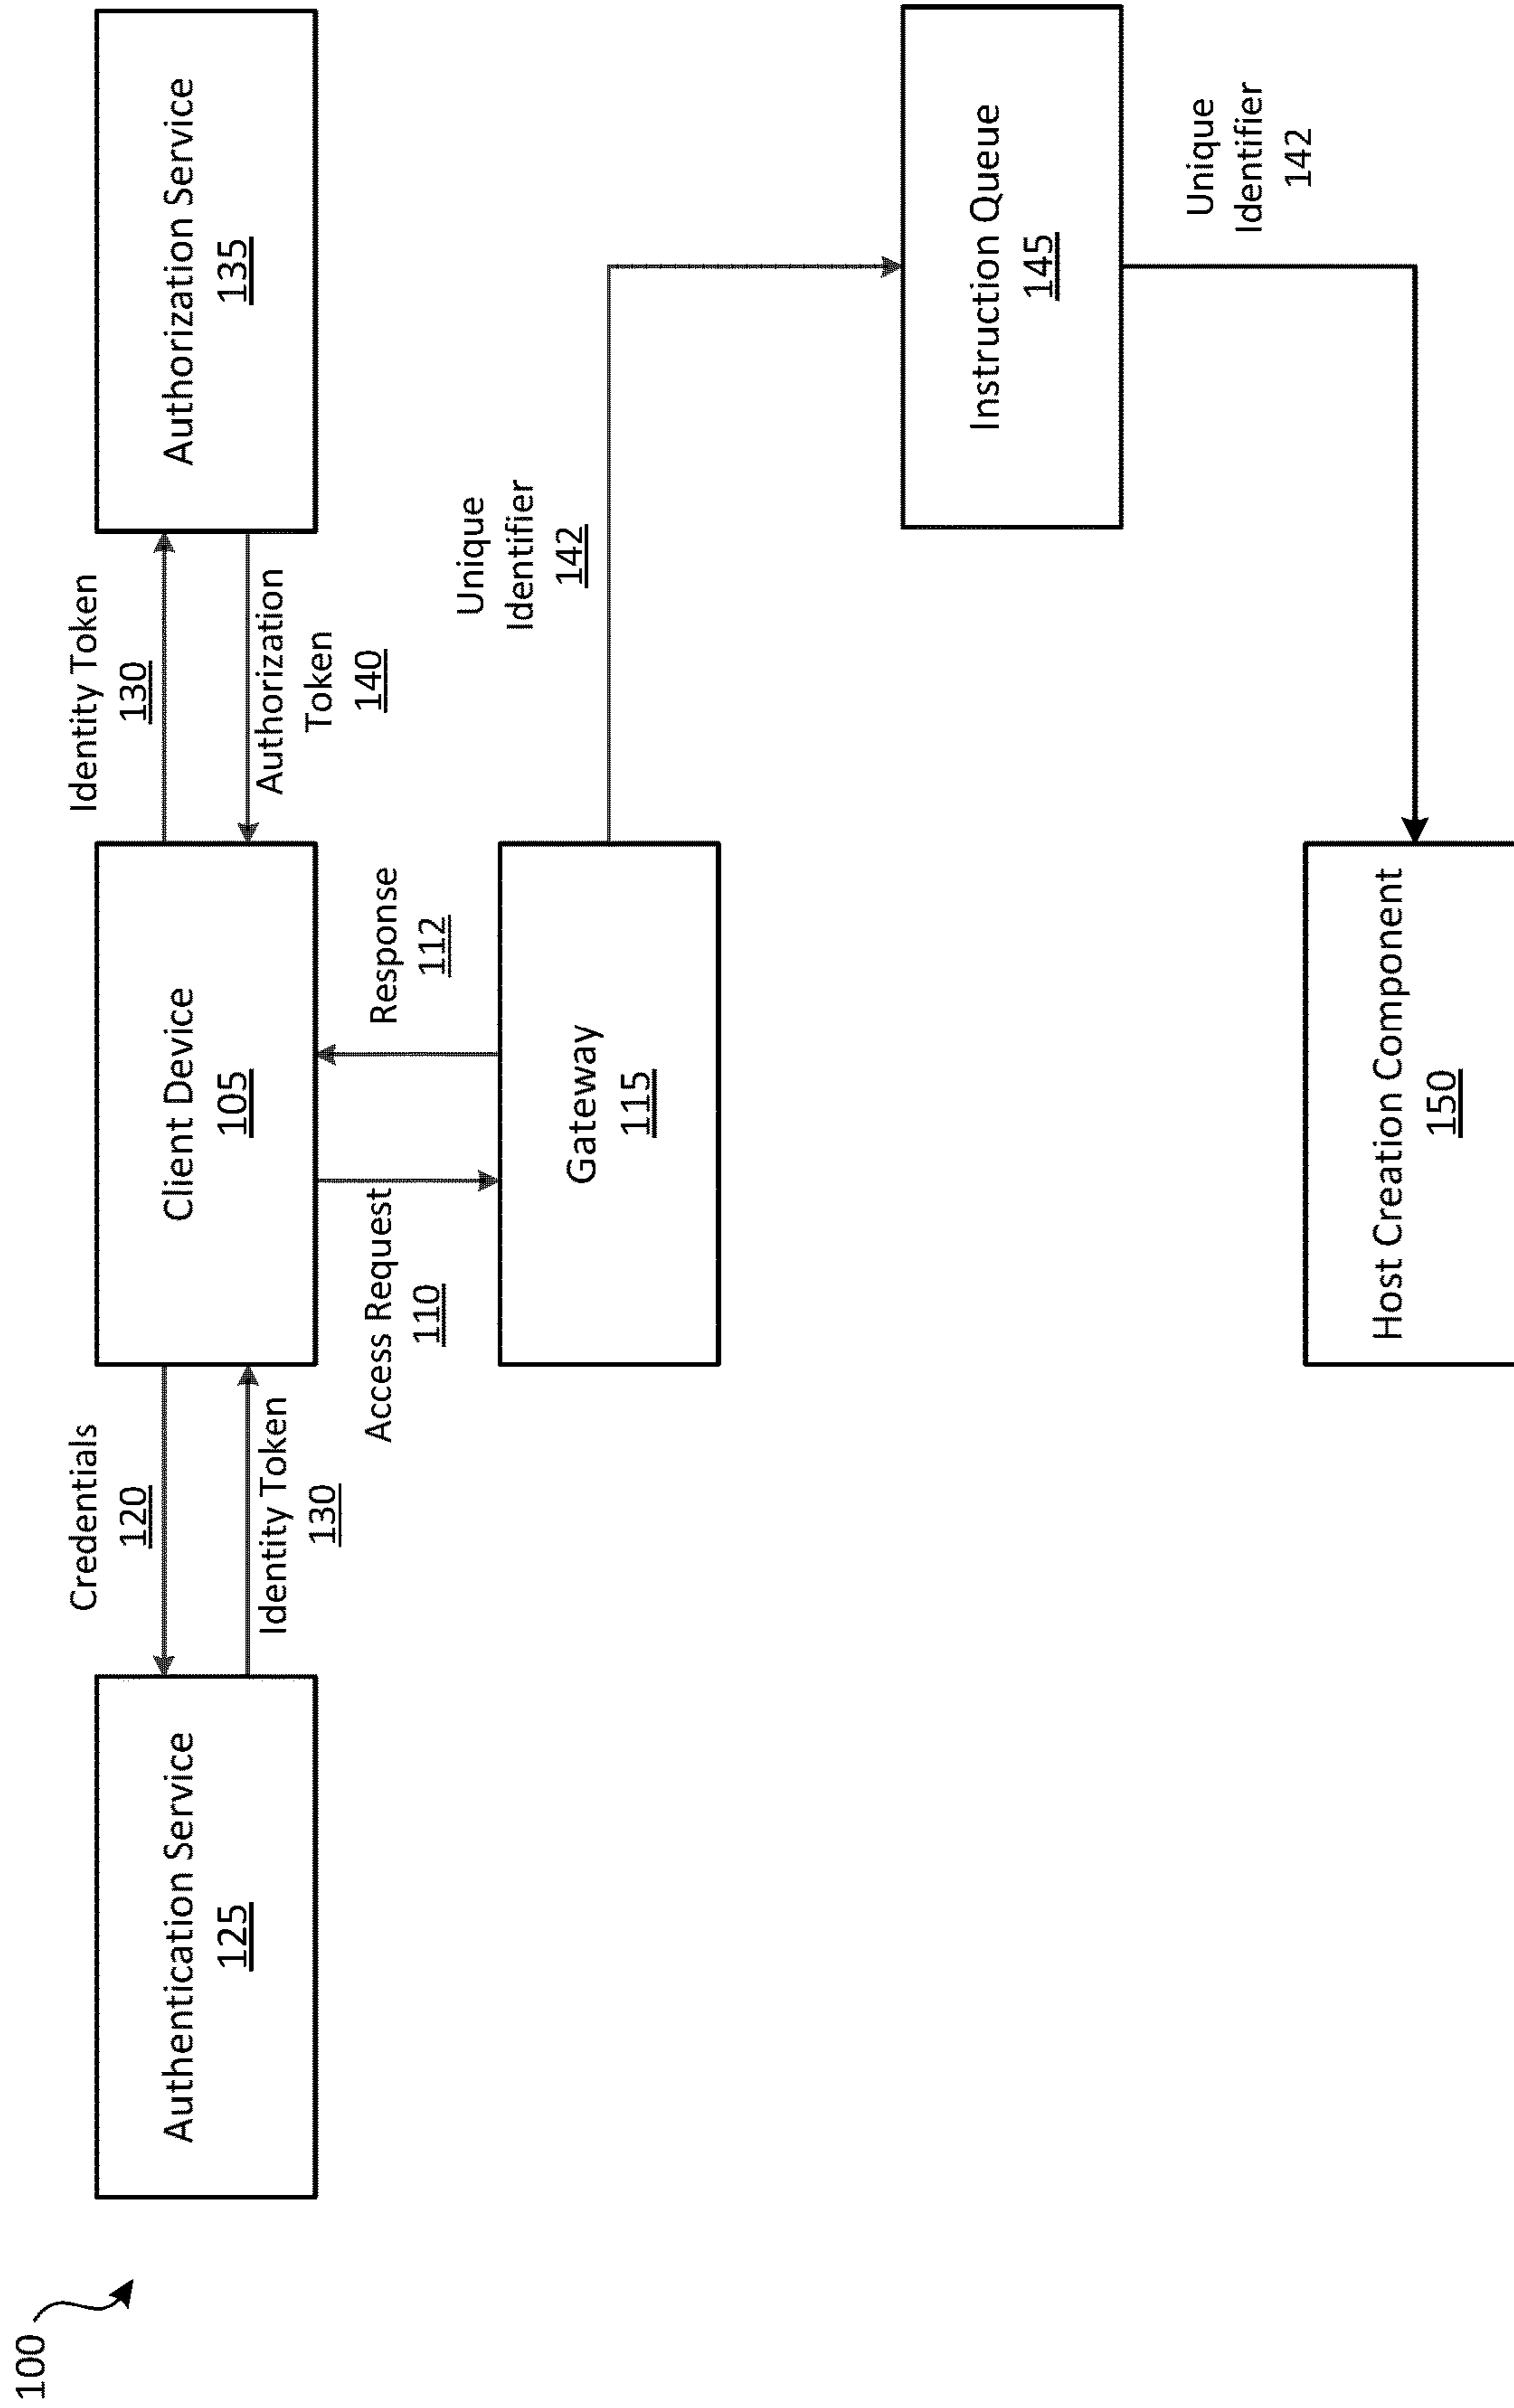 100
Authentication Service
125
Credentials
120
Identity Token
130
Client Device
105
Identity Token
130
Authorization
Token
140
Authorization Service
135
Access Request
110
Response
112
Gateway
115
Unique
Identifier
142
Instruction Queue
145
Unique
Identifier
142
Host Creation Component
150